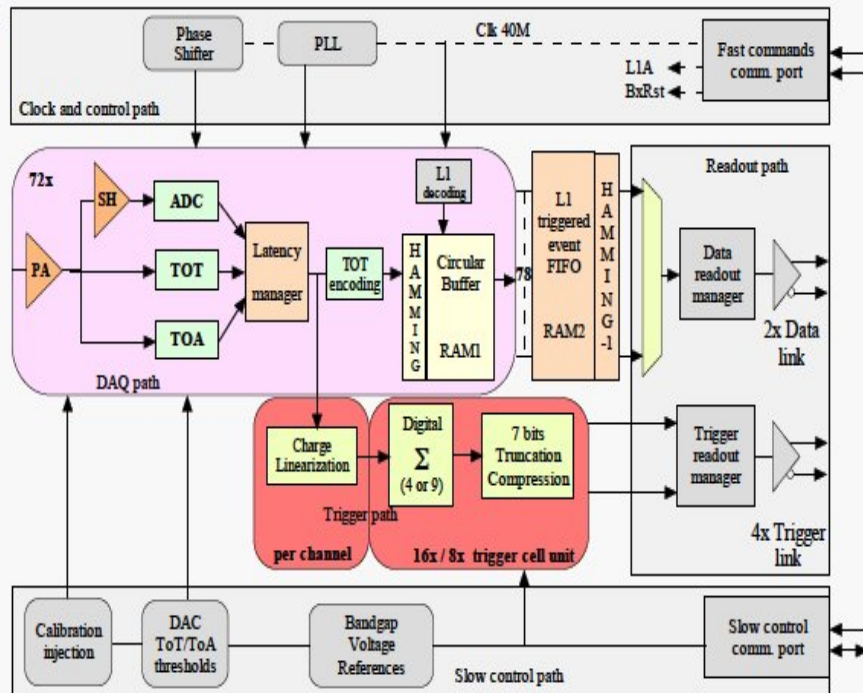 Phase
Shifter
PLL
Clk 40M
Fast commands
comm. port
L1A
BxRst
Clock and control path
72x
SH
ADC
L1
decoding
PA
TOT
Latency
manager
TOT
encoding
HAMMING
Circular
Buffer
RAM1
TOA
DAQ path
78
L1
triggered
event
FIFO
RAM2
HAMMING-1
Readout path
Data
readout
manager
2x Data
link
Charge
Linearization
Digital
Σ
(4 or 9)
7 bits
Truncation
Compression
Trigger path
per channel
16x / 8x trigger cell unit
Trigger
readout
manager
4x Trigger
link
Calibration
injection
DAC
ToT/ToA
thresholds
Bandgap
Voltage
References
Slow control path
Slow control
comm. port